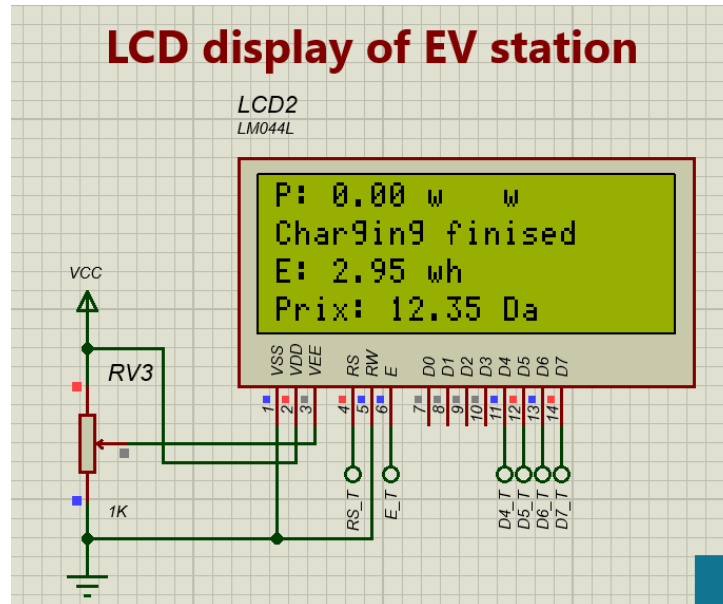 LCD display of EV station
LCD2
LM044L
P: 0.00 w    w
Charging finised
E: 2.95 wh
Prix: 12.35 Da
VCC
RV3
1K
VSS VDD VEE RS RW E D0 D1 D2 D3 D4 D5 D6 D7
1 2 3 4 5 6 7 8 9 10 11 12 13 14
RS_T E_T D4_T D5_T D6_T D7_T